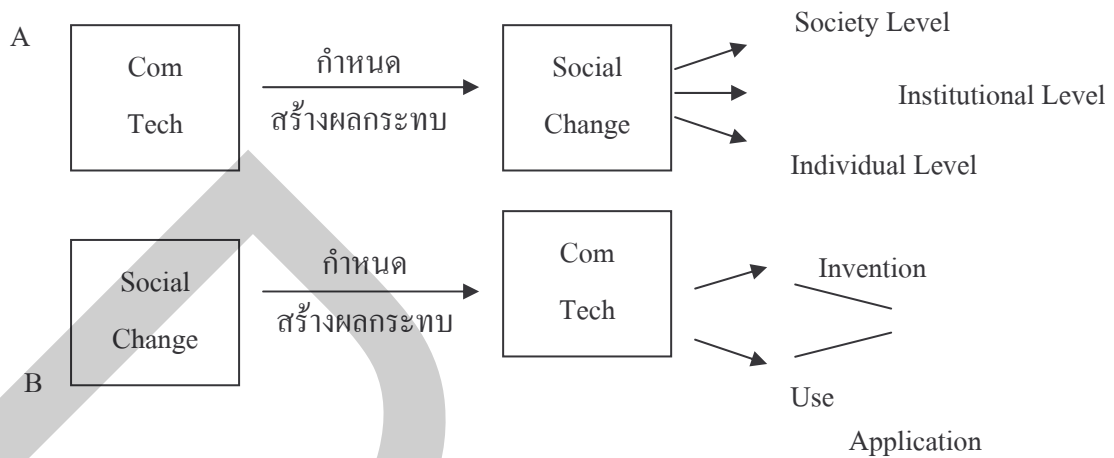 A
Com
Tech
กำหนด
สร้างผลกระทบ
Social
Change
Society Level
Institutional Level
Individual Level
B
Social
Change
กำหนด
สร้างผลกระทบ
Com
Tech
Invention
Use
Application